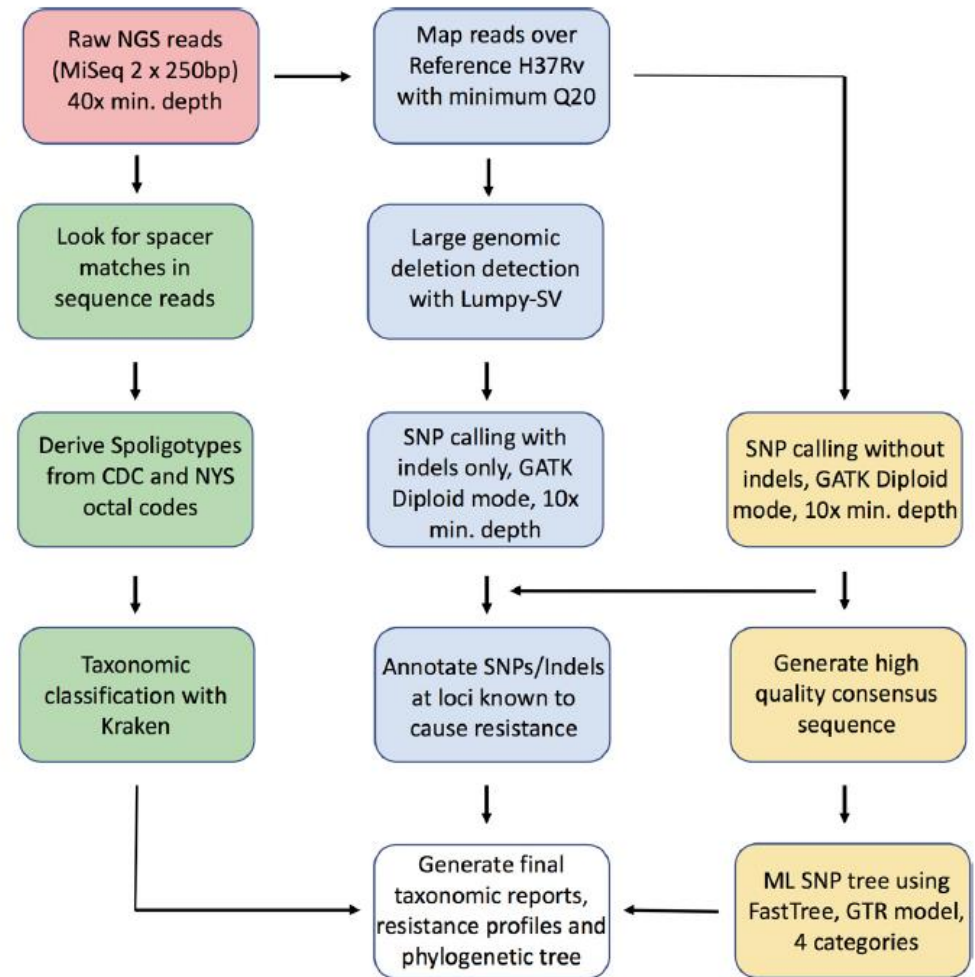 Raw NGS reads
(MiSeq 2 x 250bp)
40x min. depth
Map reads over
Reference H37Rv
with minimum Q20
Look for spacer
matches in
sequence reads
Large genomic
deletion detection
with Lumpy-SV
Derive Spoligotypes
from CDC and NYS
octal codes
SNP calling with
indels only, GATK
Diploid mode, 10x
min. depth
SNP calling without
indels, GATK Diploid
mode, 10x min. depth
Taxonomic
classification with
Kraken
Annotate SNPs/Indels
at loci known to
cause resistance
Generate high
quality consensus
sequence
Generate final
taxonomic reports,
resistance profiles and
phylogenetic tree
ML SNP tree using
FastTree, GTR model,
4 categories